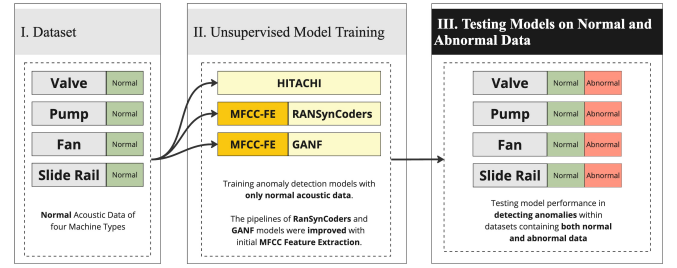 I. Dataset
Valve Normal
Pump Normal
Fan Normal
Slide Rail Normal
Normal Acoustic Data of
four Machine Types
II. Unsupervised Model Training
HITACHI
MFCC-FE RANSynCoders
MFCC-FE GANF
Training anomaly detection models with
only normal acoustic data.
The pipelines of RanSynCoders and
GANF models were improved with
initial MFCC Feature Extraction.
III. Testing Models on Normal and
Abnormal Data
Valve Normal Abnormal
Pump Normal Abnormal
Fan Normal Abnormal
Slide Rail Normal Abnormal
Testing model performance in
detecting anomalies within
datasets containing both normal
and abnormal data